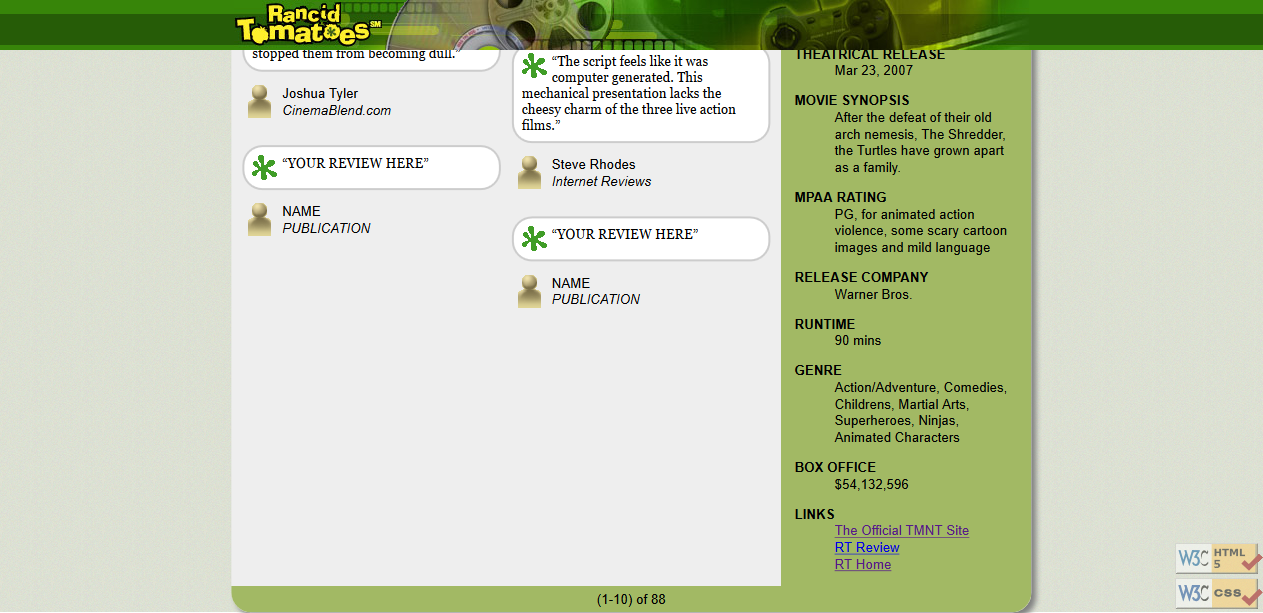 Rancid
TomatoesSM
stopped them from becoming dull.”
Joshua Tyler
CinemaBlend.com
“YOUR REVIEW HERE”
NAME
PUBLICATION
“The script feels like it was
computer generated. This
mechanical presentation lacks the
cheesy charm of the three live action
films.”
Steve Rhodes
Internet Reviews
“YOUR REVIEW HERE”
NAME
PUBLICATION
THEATRICAL RELEASE
Mar 23, 2007
MOVIE SYNOPSIS
After the defeat of their old
arch nemesis, The Shredder,
the Turtles have grown apart
as a family.
MPAA RATING
PG, for animated action
violence, some scary cartoon
images and mild language
RELEASE COMPANY
Warner Bros.
RUNTIME
90 mins
GENRE
Action/Adventure, Comedies,
Childrens, Martial Arts,
Superheroes, Ninjas,
Animated Characters
BOX OFFICE
$54,132,596
LINKS
The Official TMNT Site
RT Review
RT Home
(1-10) of 88
W3C HTML
5
W3C CSS